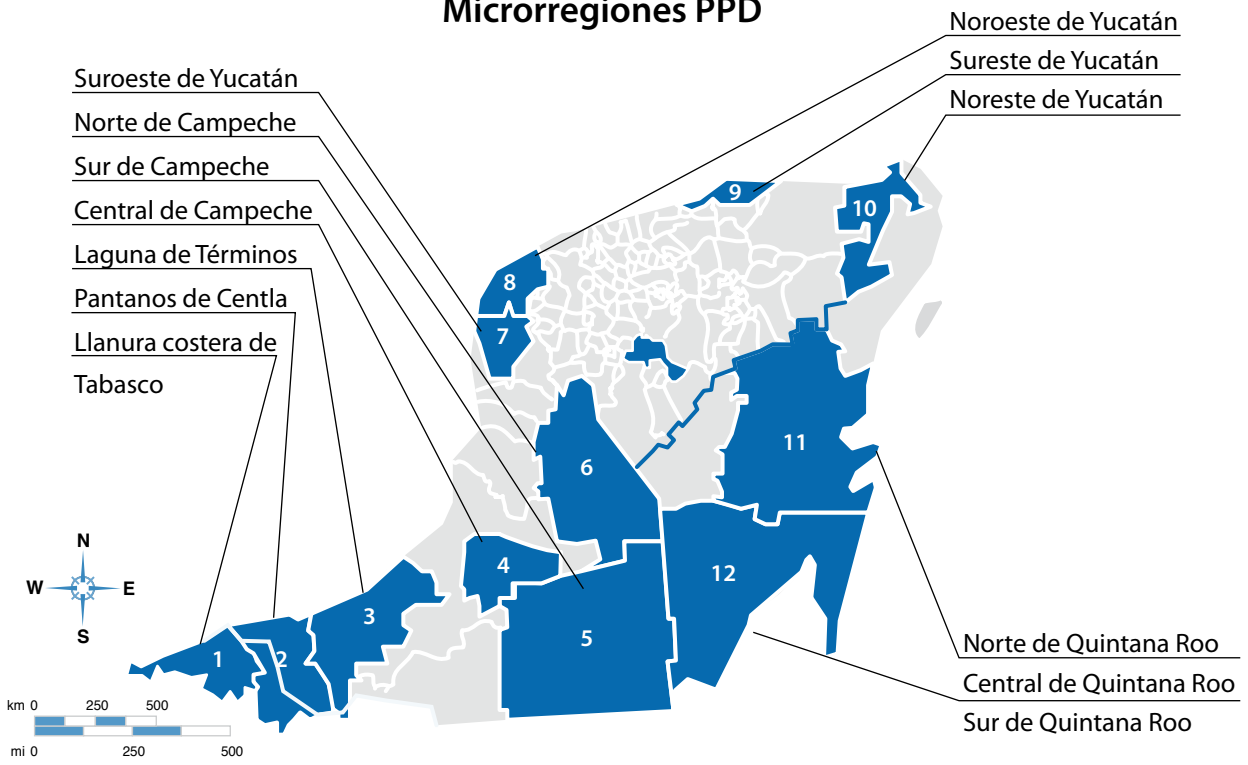 Microrregiones PPD
Noroeste de Yucatán
Sureste de Yucatán
Noreste de Yucatán
Suroeste de Yucatán
Norte de Campeche
Sur de Campeche
Central de Campeche
Laguna de Términos
Pantanos de Centla
Llanura costera de
Tabasco
9
10
8
7
11
6
4
12
3
5
1
2
N
W E
S
km 0 250 500
mi 0 250 500
Norte de Quintana Roo
Central de Quintana Roo
Sur de Quintana Roo